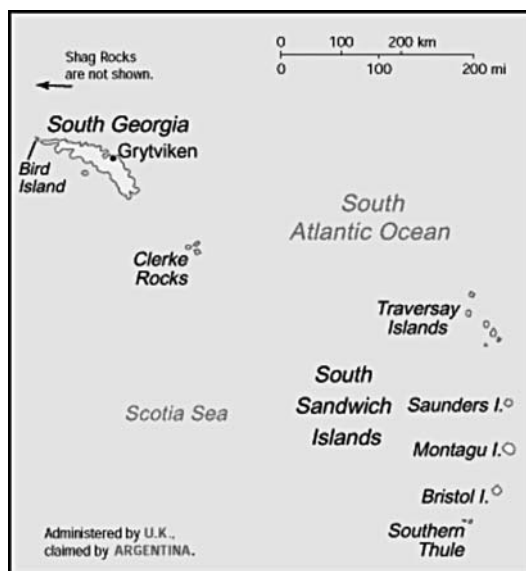 Shag Rocks
are not shown.
0 100 200 km
0 100 200 mi
South Georgia
Grytviken
Bird
Island
South
Atlantic Ocean
Clerke
Rocks
Traversay
Islands
South
Sandwich
Islands
Saunders I.
Scotia Sea
Montagu I.
Bristol I.
Southern
Thule
Administered by U.K.,
claimed by ARGENTINA.